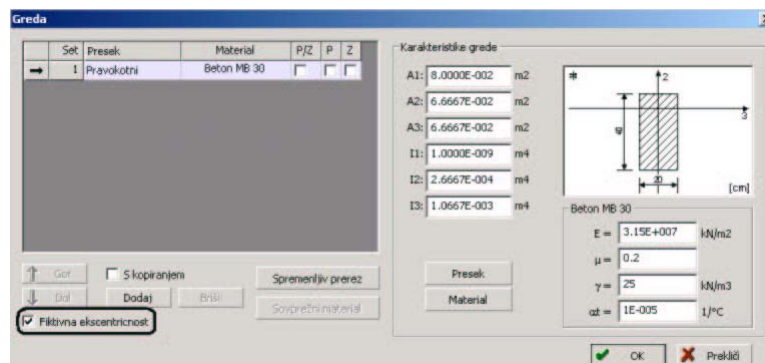 Greda
Set Presek Material P/Z P Z
1 Pravokotni Beton MB 30
Gor S kopiranjem Spremenljiv prerez
Dol Dodaj Briši Sovprežni material
Fiktivna ekscentricnost
Karakteristike grede
A1: 8.0000E-002 m2
A2: 6.6667E-002 m2
A3: 6.6667E-002 m2
I1: 1.0000E-009 m4
I2: 2.6667E-004 m4
I3: 1.0667E-003 m4
Presek
Material
2
3
40
20
[cm]
Beton MB 30
E = 3.15E+007 kN/m2
μ = 0.2
γ = 25 kN/m3
αt = 1E-005 1/°C
OK Prekliči